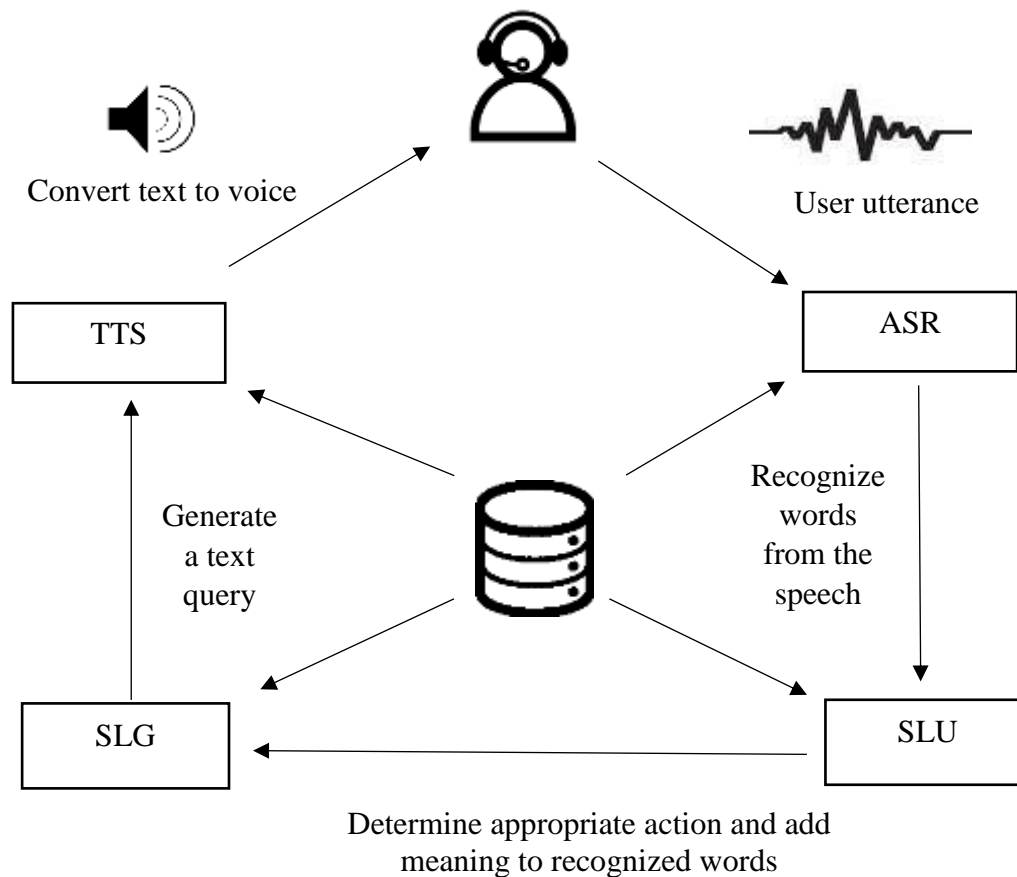 Convert text to voice
User utterance
TTS
ASR
Generate
a text
query
Recognize
words
from the
speech
SLG
SLU
Determine appropriate action and add
meaning to recognized words